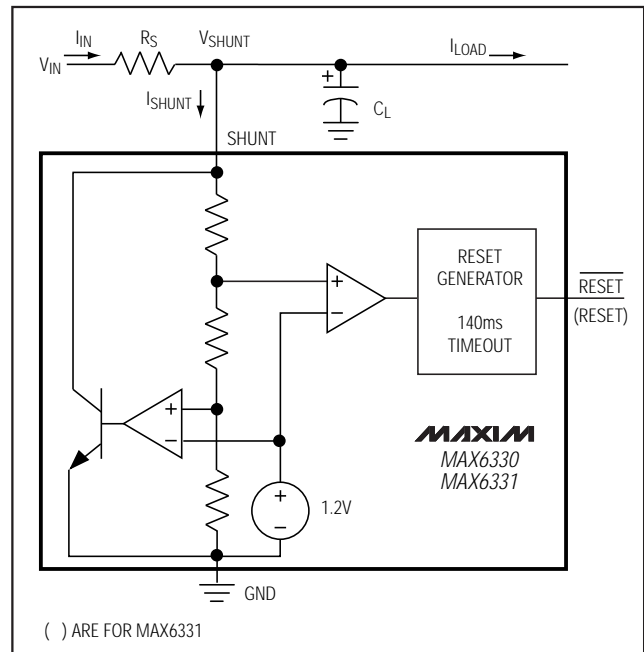 I_IN R_S V_SHUNT I_LOAD
V_IN
+
I_SHUNT
C_L
SHUNT
RESET
GENERATOR
140ms
TIMEOUT
+
−
RESET
(RESET)
+
−
MAXIM
MAX6330
MAX6331
+
−
1.2V
GND
( ) ARE FOR MAX6331